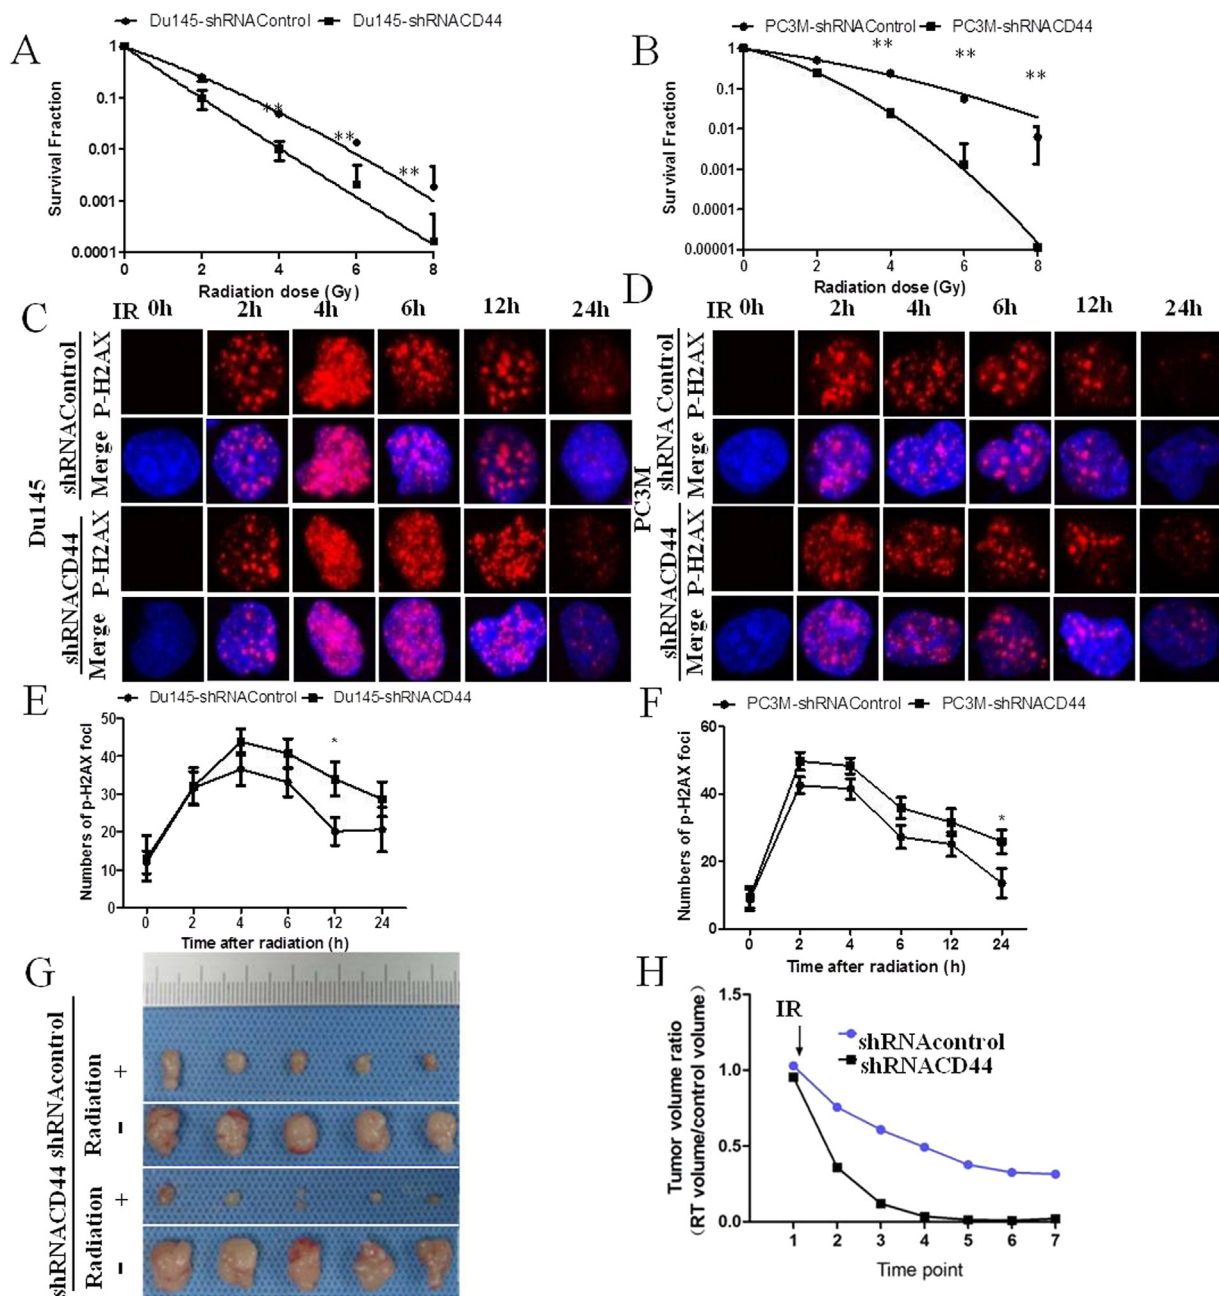 A
Du145-shRNAControl Du145-shRNACD44
Survival Fraction
1
0.1
0.01
0.001
0.0001
**
**
**
0 2 4 6 8
Radiation dose (Gy)
B
PC3M-shRNAControl PC3M-shRNACD44
Survival Fraction
1
0.1
0.01
0.001
0.0001
0.00001
**
**
**
0 2 4 6 8
Radiation dose (Gy)
C
IR 0h 2h 4h 6h 12h 24h
Du145
shRNAControl
P-H2AX
Merge
shRNACD44
P-H2AX
Merge
D
IR 0h 2h 4h 6h 12h 24h
PC3M
shRNAControl
P-H2AX
Merge
shRNACD44
P-H2AX
Merge
E
Du145-shRNAControl Du145-shRNACD44
Numbers of p-H2AX foci
50
40
30
20
10
0
*
0 2 4 6 12 24
Time after radiation (h)
F
PC3M-shRNAControl PC3M-shRNACD44
Numbers of p-H2AX foci
60
40
20
0
*
0 2 4 6 12 24
Time after radiation (h)
G
shRNAcontrol
Radiation
+
-
shRNACD44
Radiation
+
-
H
Tumor volume ratio
(RT volume/control volume)
1.5
1.0
0.5
0.0
IR
shRNAcontrol
shRNACD44
1 2 3 4 5 6 7
Time point